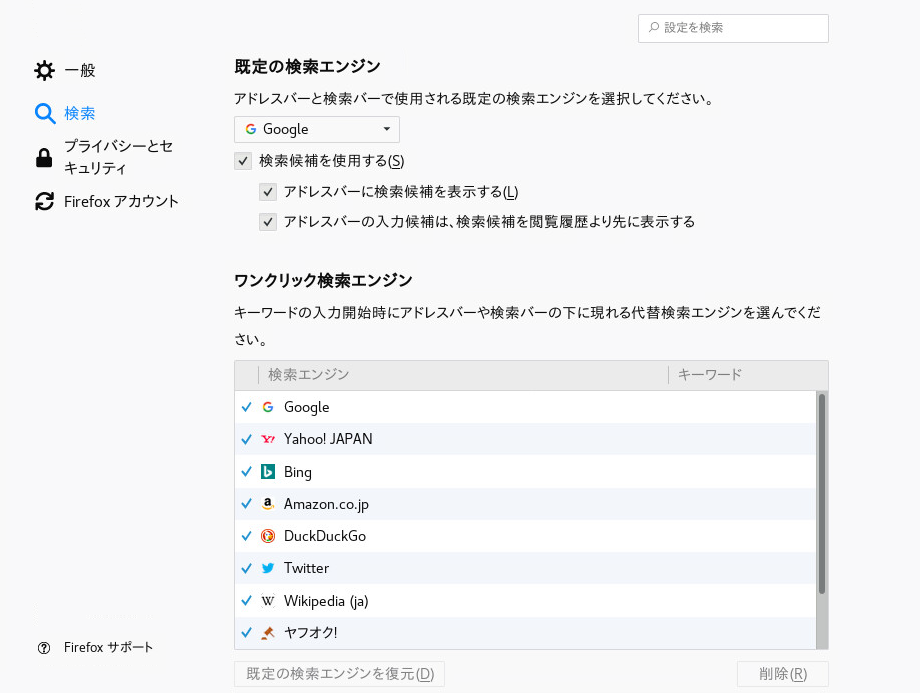 設定を検索
一般
検索
プライバシーとセ
キュリティ
Firefox アカウント
既定の検索エンジン
アドレスバーと検索バーで使用される既定の検索エンジンを選択してください。
Google
検索候補を使用する(S)
アドレスバーに検索候補を表示する(L)
アドレスバーの入力候補は、検索候補を閲覧履歴より先に表示する
ワンクリック検索エンジン
キーワードの入力開始時にアドレスバーや検索バーの下に現れる代替検索エンジンを選んでくだ
さい。
検索エンジン キーワード
Google
Yahoo! JAPAN
Bing
Amazon.co.jp
DuckDuckGo
Twitter
Wikipedia (ja)
ヤフオク!
Firefox サポート
既定の検索エンジンを復元(D) 削除(R)